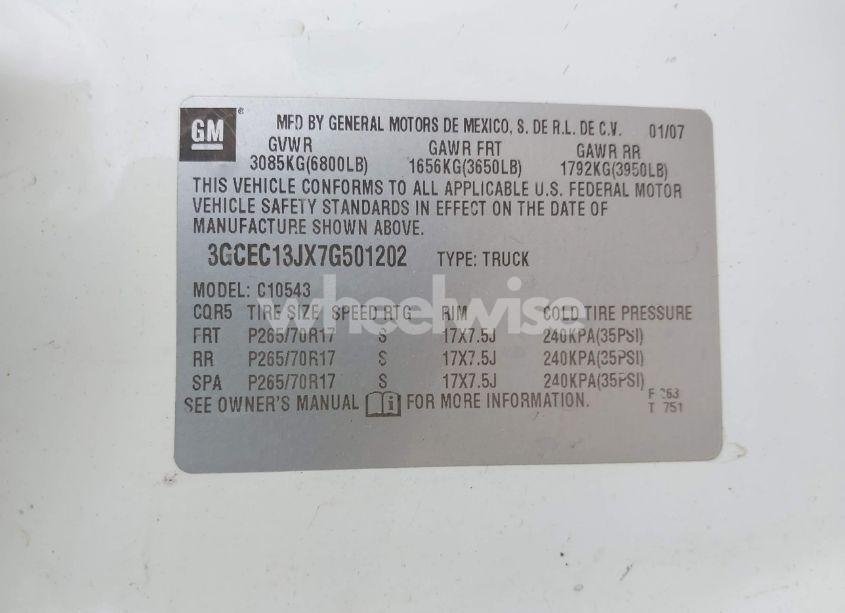 GM ®
MFD BY GENERAL MOTORS DE MEXICO, S. DE R.L. DE C.V. 01/07
GVWR GAWR FRT GAWR RR
3085KG(6800LB) 1656KG(3650LB) 1792KG(3950LB)
THIS VEHICLE CONFORMS TO ALL APPLICABLE U.S. FEDERAL MOTOR
VEHICLE SAFETY STANDARDS IN EFFECT ON THE DATE OF
MANUFACTURE SHOWN ABOVE.
3GCEC13JX7G501202 TYPE: TRUCK
MODEL: C10543
wheelwise
CQR5 TIRE SIZE SPEED RTG RIM COLD TIRE PRESSURE
FRT P265/70R17 S 17X7.5J 240KPA(35PSI)
RR P265/70R17 S 17X7.5J 240KPA(35PSI)
SPA P265/70R17 S 17X7.5J 240KPA(35PSI)
SEE OWNER'S MANUAL i FOR MORE INFORMATION.
F 263
T 751